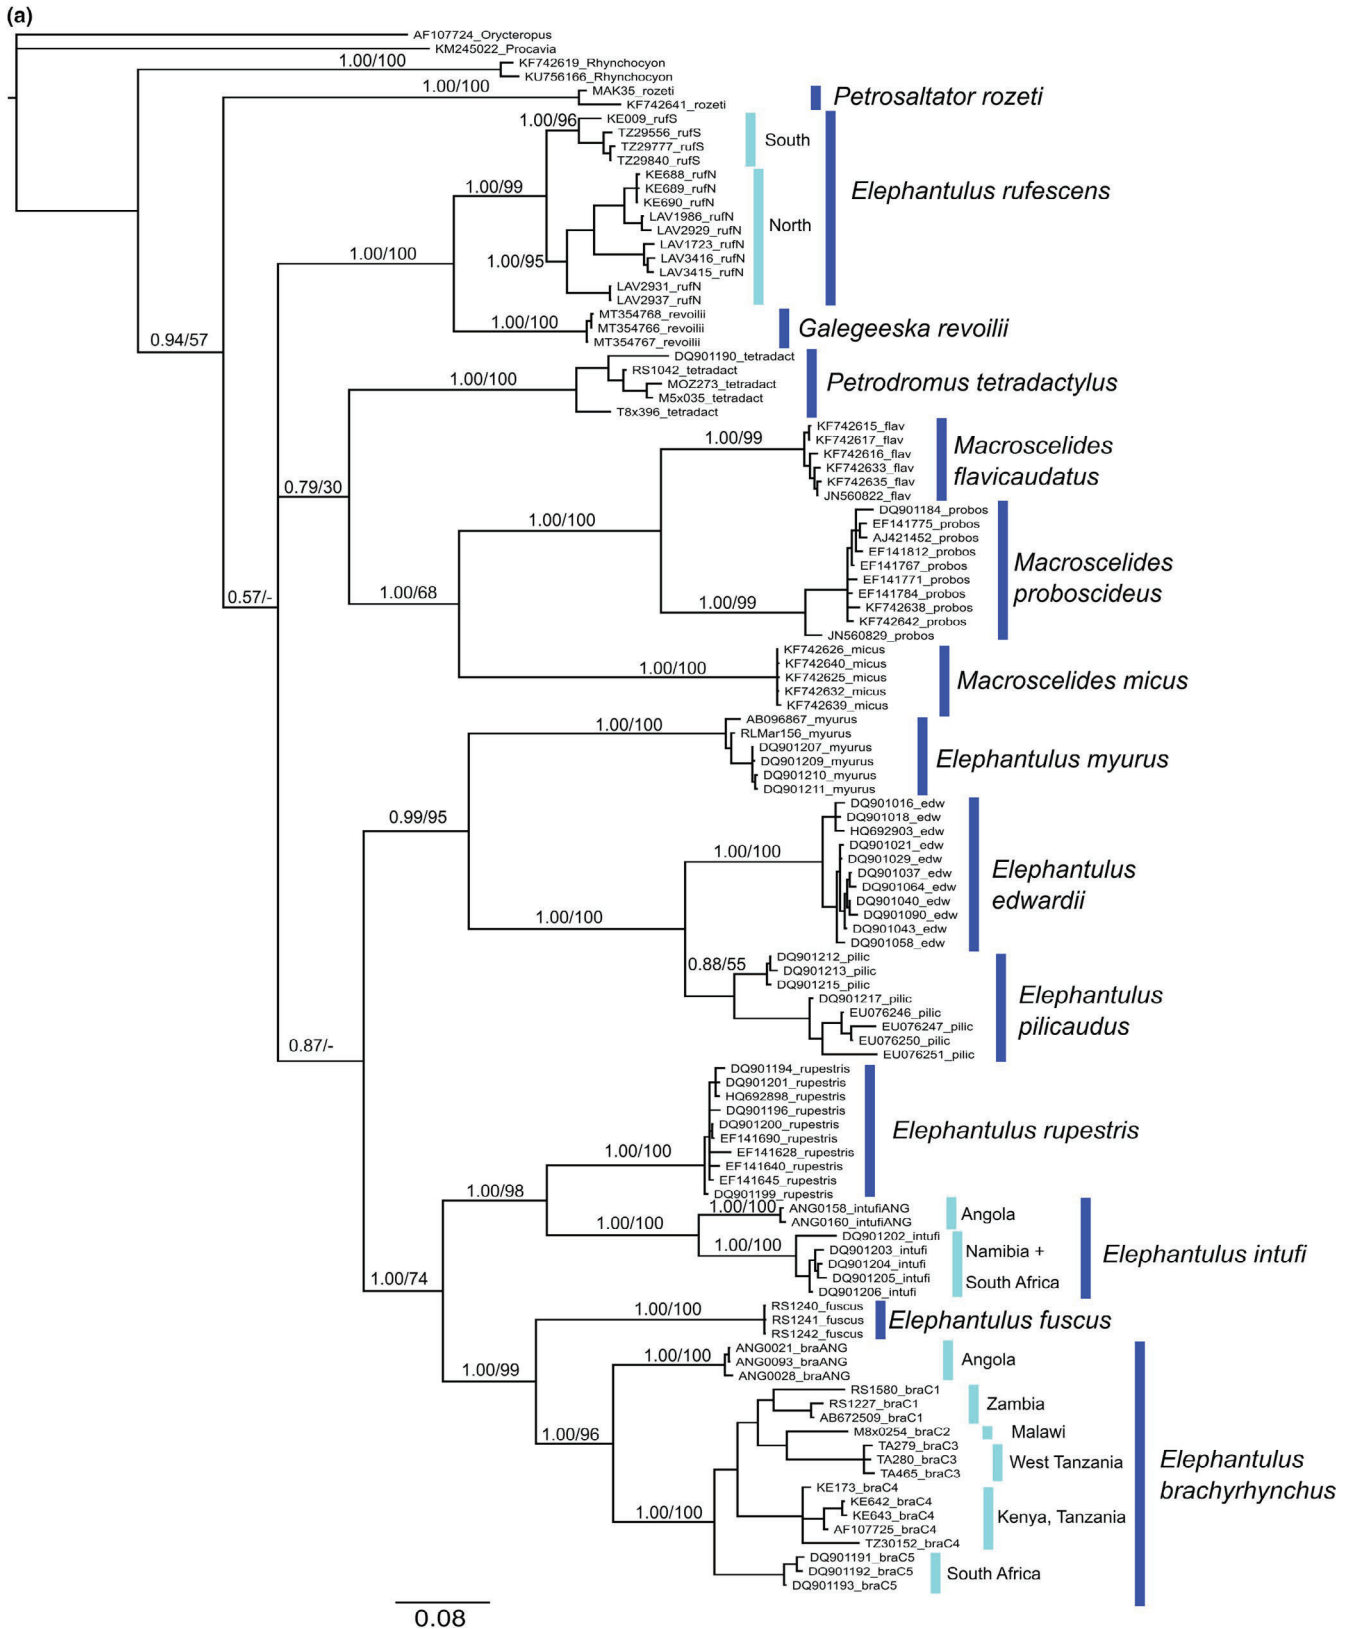 (a)
AF107724_Orycteropus
KM245022_Procavia
1.00/100
KF742619_Rhynchocyon
KU756166_Rhynchocyon
1.00/100
MAK35_rozeti
KF742641_rozeti
Petrosaltator rozeti
1.00/96
KE009_rufS
TZ29556_rufS
TZ29777_rufS
TZ29840_rufS
South
1.00/99
KE688_rufN
KE689_rufN
KE690_rufN
LAV1986_rufN
LAV2929_rufN
LAV1723_rufN
LAV3416_rufN
LAV3415_rufN
LAV2931_rufN
LAV2937_rufN
North
Elephantulus rufescens
1.00/100
1.00/95
1.00/100
MT354768_revoilii
MT354766_revoilii
MT354767_revoilii
Galegeeska revoilii
0.94/57
1.00/100
DQ901190_tetradact
RS1042_tetradact
MOZ273_tetradact
M5x035_tetradact
T8x396_tetradact
Petrodromus tetradactylus
0.79/30
1.00/99
KF742615_flav
KF742617_flav
KF742616_flav
KF742633_flav
KF742635_flav
JN560822_flav
Macroscelides
flavicaudatus
1.00/100
DQ901184_probos
EF141775_probos
AJ421452_probos
EF141812_probos
EF141767_probos
EF141771_probos
EF141784_probos
KF742638_probos
KF742642_probos
JN560829_probos
Macroscelides
proboscideus
1.00/99
0.57/-
1.00/68
1.00/100
KF742626_micus
KF742640_micus
KF742625_micus
KF742632_micus
KF742639_micus
Macroscelides micus
1.00/100
AB096867_myurus
RLMar156_myurus
DQ901207_myurus
DQ901209_myurus
DQ901210_myurus
DQ901211_myurus
Elephantulus myurus
0.99/95
1.00/100
DQ901016_edw
DQ901018_edw
HQ692903_edw
DQ901021_edw
DQ901029_edw
DQ901037_edw
DQ901064_edw
DQ901040_edw
DQ901090_edw
DQ901043_edw
DQ901058_edw
Elephantulus
edwardii
1.00/100
0.88/55
DQ901212_pilic
DQ901213_pilic
DQ901215_pilic
DQ901217_pilic
EU076246_pilic
EU076247_pilic
EU076250_pilic
EU076251_pilic
Elephantulus
pilicaudus
0.87/-
DQ901194_rupestris
DQ901201_rupestris
HQ692898_rupestris
DQ901196_rupestris
DQ901200_rupestris
EF141690_rupestris
EF141628_rupestris
EF141640_rupestris
EF141645_rupestris
DQ901199_rupestris
Elephantulus rupestris
1.00/100
1.00/98
1.00/100
ANG0158_intufiANG
ANG0160_intufiANG
Angola
1.00/100
1.00/100
DQ901202_intufi
DQ901203_intufi
DQ901204_intufi
DQ901205_intufi
DQ901206_intufi
Namibia +
South Africa
Elephantulus intufi
1.00/74
1.00/100
RS1240_fuscus
RS1241_fuscus
RS1242_fuscus
Elephantulus fuscus
1.00/99
1.00/100
ANG0021_braANG
ANG0093_braANG
ANG0028_braANG
Angola
1.00/96
RS1580_braC1
RS1227_braC1
AB672509_braC1
Zambia
M8x0254_braC2
Malawi
TA279_braC3
TA280_braC3
TA465_braC3
West Tanzania
1.00/100
KE173_braC4
KE642_braC4
KE643_braC4
AF107725_braC4
TZ30152_braC4
Kenya, Tanzania
DQ901191_braC5
DQ901192_braC5
DQ901193_braC5
South Africa
Elephantulus
brachyrhynchus
0.08